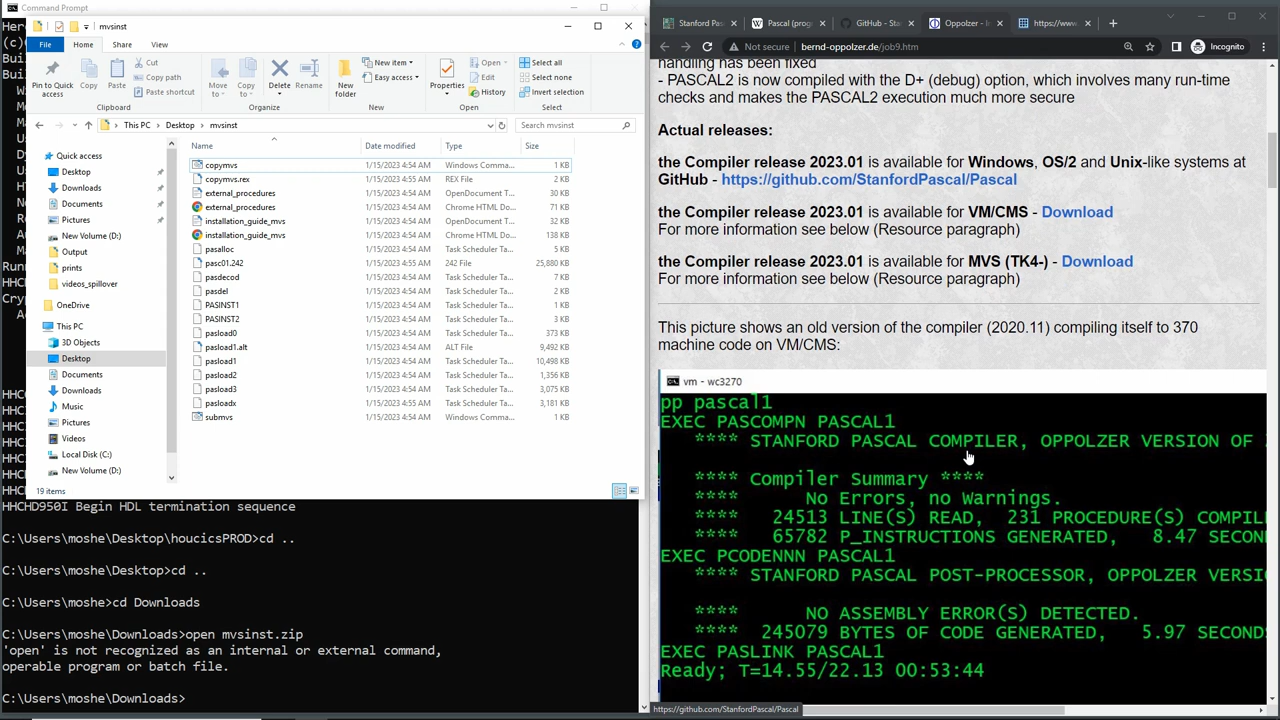 Command Prompt
mvsinst
File
Home
Share
View
Pin to Quick access
Copy
Paste
Cut
Copy path
Paste shortcut
Clipboard
Move to
Copy to
Delete
Rename
Organize
New folder
New item
Easy access
New
Properties
Open
Edit
History
Open
Select all
Select none
Invert selection
Select
This PC > Desktop > mvsinst
Search mvsinst
Name Date modified Type Size
Quick access
Desktop
Downloads
Documents
Pictures
New Volume (D:)
Output
prints
videos_spillover
OneDrive
This PC
3D Objects
Desktop
Documents
Downloads
Music
Pictures
Videos
Local Disk (C:)
New Volume (D:)
copymvs 1/15/2023 4:54 AM Windows Comma... 1 KB
copymvs.rex 1/15/2023 4:55 AM REX File 2 KB
external_procedures 1/15/2023 4:54 AM OpenDocument T... 30 KB
external_procedures 1/15/2023 4:54 AM Chrome HTML Do... 71 KB
installation_guide_mvs 1/15/2023 4:54 AM OpenDocument T... 32 KB
installation_guide_mvs 1/15/2023 4:54 AM Chrome HTML Do... 138 KB
pasalloc 1/15/2023 4:54 AM Task Scheduler Ta... 5 KB
pasc01.242 1/15/2023 4:54 AM 242 File 25,880 KB
pasdecod 1/15/2023 4:54 AM Task Scheduler Ta... 7 KB
pasdel 1/15/2023 4:54 AM Task Scheduler Ta... 2 KB
PASINST1 1/15/2023 4:54 AM Task Scheduler Ta... 1 KB
PASINST2 1/15/2023 4:54 AM Task Scheduler Ta... 1 KB
pasload0 1/15/2023 4:54 AM Task Scheduler Ta... 373 KB
pasload1.alt 1/15/2023 4:54 AM ALT File 9,492 KB
pasload1 1/15/2023 4:54 AM Task Scheduler Ta... 10,498 KB
pasload2 1/15/2023 4:54 AM Task Scheduler Ta... 1,356 KB
pasload3 1/15/2023 4:54 AM Task Scheduler Ta... 3,075 KB
pasloadx 1/15/2023 4:55 AM Task Scheduler Ta... 3,181 KB
submvs 1/15/2023 4:54 AM Windows Comma... 1 KB
19 items
HHCHD950I Begin HDL termination sequence
C:\Users\moshe\Desktop\houcicsPROD>cd ..
C:\Users\moshe\Desktop>cd ..
C:\Users\moshe>cd Downloads
C:\Users\moshe\Downloads>open mvsinst.zip
'open' is not recognized as an internal or external command,
operable program or batch file.
C:\Users\moshe\Downloads>
Stanford Pas
Pascal (prog
GitHub - Sta
Oppolzer - In
https://www
Not secure
bernd-oppolzer.de/job9.htm
Incognito
handling has been fixed
- PASCAL2 is now compiled with the D+ (debug) option, which involves many run-time
checks and makes the PASCAL2 execution much more secure
Actual releases:
the Compiler release 2023.01 is available for Windows, OS/2 and Unix-like systems at
GitHub - https://github.com/StanfordPascal/Pascal
the Compiler release 2023.01 is available for VM/CMS - Download
For more information see below (Resource paragraph)
the Compiler release 2023.01 is available for MVS (TK4-) - Download
For more information see below (Resource paragraph)
This picture shows an old version of the compiler (2020.11) compiling itself to 370
machine code on VM/CMS:
vm - wc3270
pp pascal1
EXEC PASCOMPN PASCAL1
**** STANFORD PASCAL COMPILER, OPPOLZER VERSION OF
**** Compiler Summary ****
**** No Errors, no Warnings.
**** 24513 LINE(S) READ, 231 PROCEDURE(S) COMPIL
**** 65782 P_INSTRUCTIONS GENERATED, 8.47 SECON
EXEC PCODENNN PASCAL1
**** STANFORD PASCAL POST-PROCESSOR, OPPOLZER VERSI
**** NO ASSEMBLY ERROR(S) DETECTED.
**** 245079 BYTES OF CODE GENERATED, 5.97 SECONDS
EXEC PASLINK PASCAL1
Ready; T=14.55/22.13 00:53:44
https://github.com/StanfordPascal/Pascal